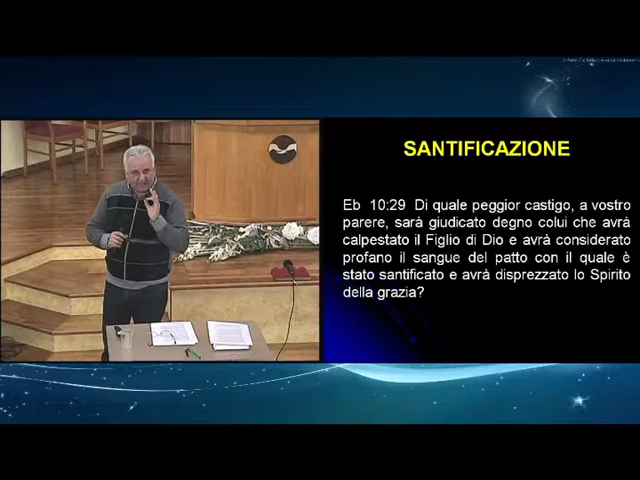 SANTIFICAZIONE
Eb 10:29 Di quale peggior castigo, a vostro
parere, sarà giudicato degno colui che avrà
calpestato il Figlio di Dio e avrà considerato
profano il sangue del patto con il quale è
stato santificato e avrà disprezzato lo Spirito
della grazia?